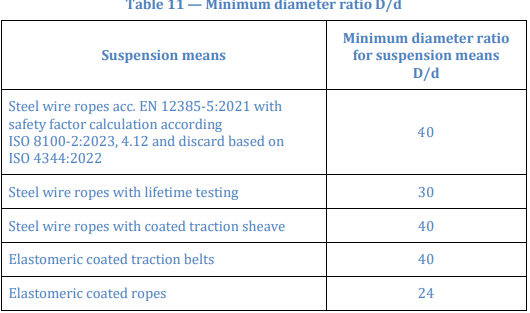 Table 11 — Minimum diameter ratio D/d
Suspension means
Minimum diameter ratio
for suspension means
D/d
Steel wire ropes acc. EN 12385-5:2021 with
safety factor calculation according
ISO 8100-2:2023, 4.12 and discard based on
ISO 4344:2022
40
Steel wire ropes with lifetime testing
30
Steel wire ropes with coated traction sheave
40
Elastomeric coated traction belts
40
Elastomeric coated ropes
24